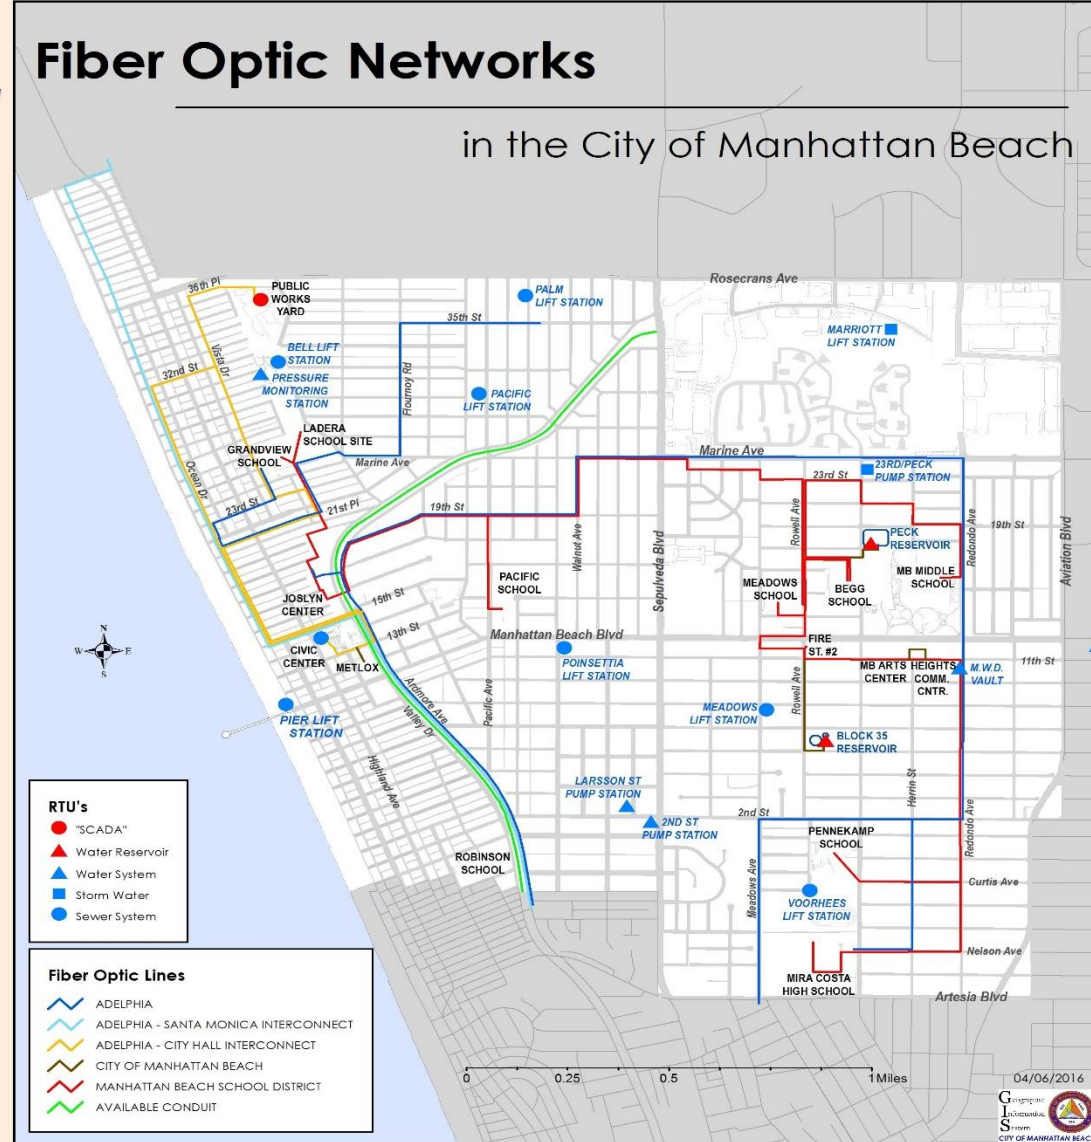 Fiber Optic Networks
in the City of Manhattan Beach
Rosecrans Ave
36th Pl
PUBLIC
WORKS
YARD
PALM
LIFT STATION
35th St
MARRIOTT
LIFT STATION
Vista Dr
BELL LIFT
STATION
32nd St
PRESSURE
MONITORING
STATION
Flournoy Rd
PACIFIC
LIFT STATION
LADERA
SCHOOL SITE
GRANDVIEW
SCHOOL
Marine Ave
Marine Ave
Ocean Dr
23RD/PECK
PUMP STATION
23rd St
23rd St
21st Pl
19th St
Walnut Ave
Sepulveda Blvd
Rowell Ave
Redondo Ave
19th St
Aviation Blvd
PECK
RESERVOIR
MB MIDDLE
SCHOOL
PACIFIC
SCHOOL
MEADOWS
SCHOOL
BEGG
SCHOOL
JOSLYN
CENTER
15th St
13th St
Manhattan Beach Blvd
FIRE
ST. #2
CIVIC
CENTER
METLOX
POINSETTIA
LIFT STATION
MB ARTS
CENTER
HEIGHTS
COMM.
CNTR.
11th St
M.W.D.
VAULT
Ardmore Ave
Valley Dr
Pacific Ave
Rowell Ave
MEADOWS
LIFT STATION
PIER LIFT
STATION
BLOCK 35
RESERVOIR
Highland Ave
LARSSON ST
PUMP STATION
2ND ST
PUMP STATION
2nd St
Herrin St
Redondo Ave
PENNEKAMP
SCHOOL
ROBINSON
SCHOOL
Meadows Ave
Curtis Ave
VOORHEES
LIFT STATION
Nelson Ave
MIRA COSTA
HIGH SCHOOL
Artesia Blvd
N
W
E
S
RTU's
"SCADA"
Water Reservoir
Water System
Storm Water
Sewer System
Fiber Optic Lines
ADELPHIA
ADELPHIA - SANTA MONICA INTERCONNECT
ADELPHIA - CITY HALL INTERCONNECT
CITY OF MANHATTAN BEACH
MANHATTAN BEACH SCHOOL DISTRICT
AVAILABLE CONDUIT
0 0.25 0.5 1 Miles
04/06/2016
Geographic
Information
System